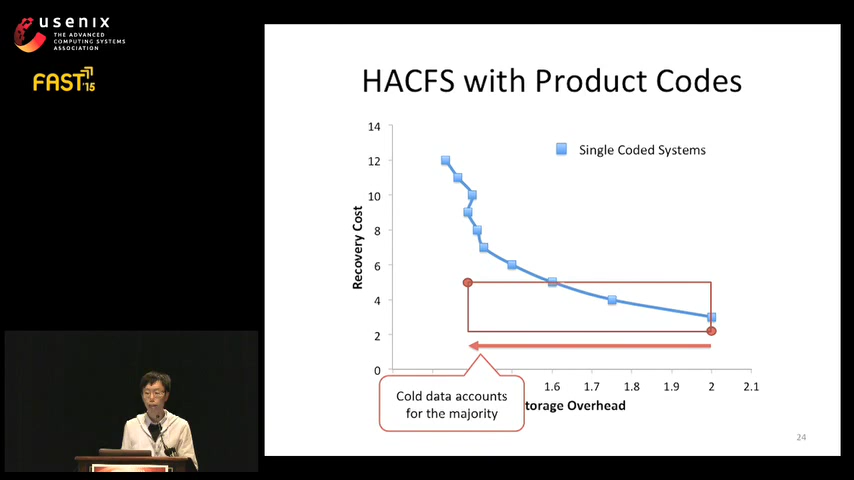 usenix
THE ADVANCED
COMPUTING SYSTEMS
ASSOCIATION
FAST '15
HACFS with Product Codes
14
12
10
8
6
4
2
0
Recovery Cost
Single Coded Systems
1.6 1.7 1.8 1.9 2 2.1
torage Overhead
Cold data accounts
for the majority
24